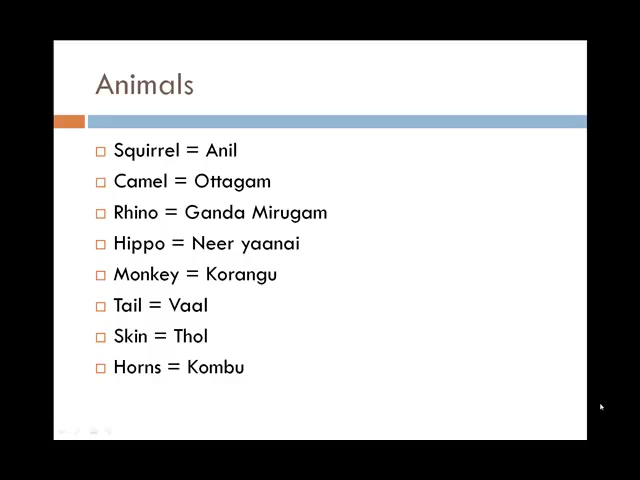 Animals
Squirrel = Anil
Camel = Ottagam
Rhino = Ganda Mirugam
Hippo = Neer yaanai
Monkey = Korangu
Tail = Vaal
Skin = Thol
Horns = Kombu